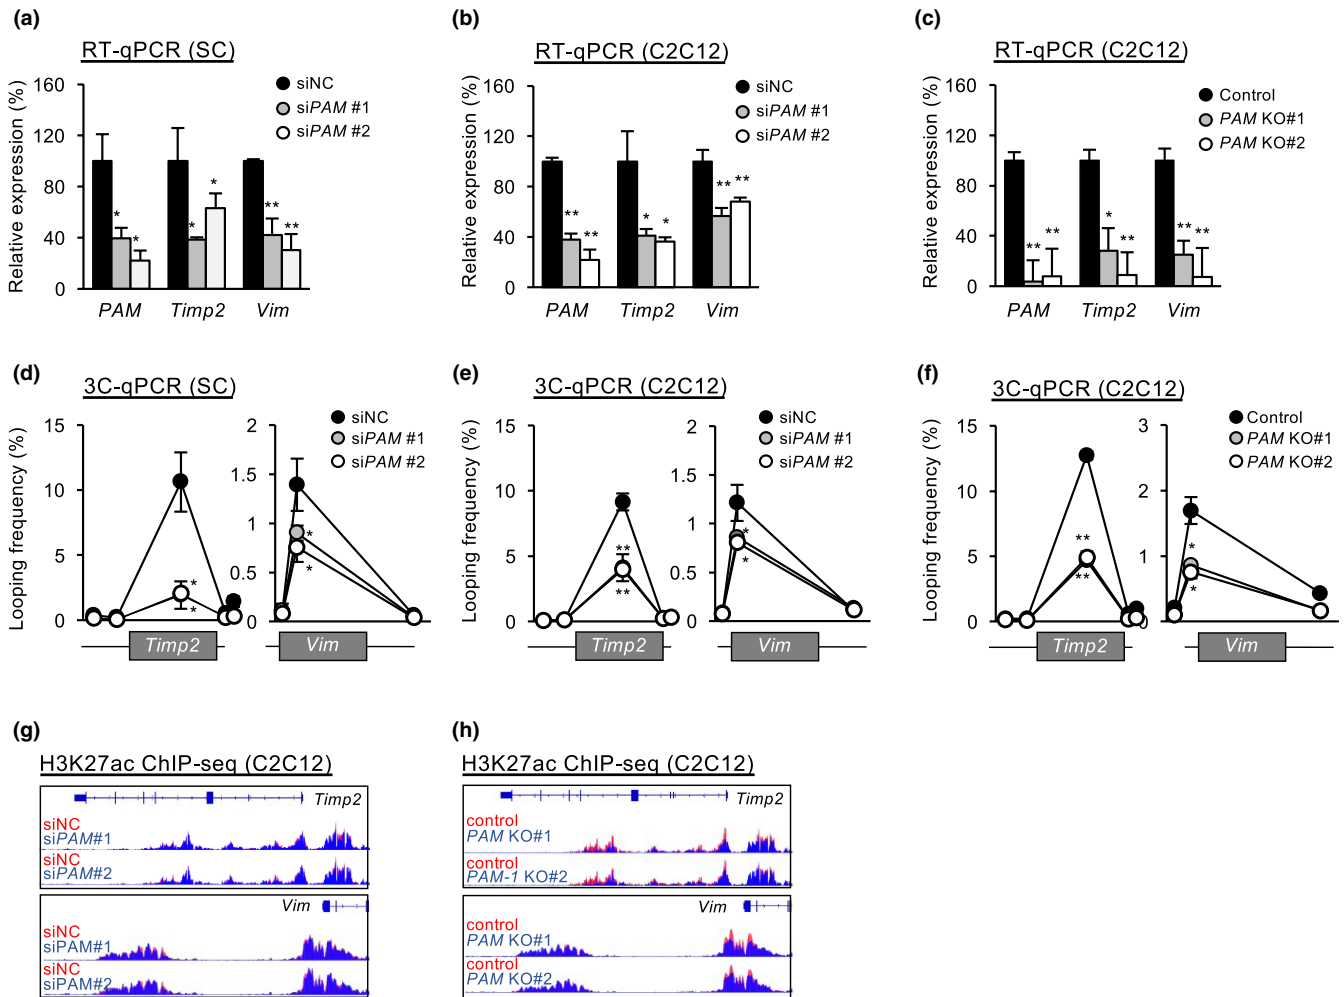 (a)
RT-qPCR (SC)
Relative expression (%)
160
120
80
40
0
siNC
siPAM #1
siPAM #2
* * * * ** **
PAM Timp2 Vim
(b)
RT-qPCR (C2C12)
Relative expression (%)
160
120
80
40
0
siNC
siPAM #1
siPAM #2
** ** * * ** **
PAM Timp2 Vim
(c)
RT-qPCR (C2C12)
Relative expression (%)
160
120
80
40
0
Control
PAM KO#1
PAM KO#2
** ** * ** ** **
PAM Timp2 Vim
(d)
3C-qPCR (SC)
Looping frequency (%)
15
10
5
0
2
1.5
1
0.5
0
siNC
siPAM #1
siPAM #2
*
*
*
*
Timp2 Vim
(e)
3C-qPCR (C2C12)
Looping frequency (%)
15
10
5
0
2
1.5
1
0.5
0
siNC
siPAM #1
siPAM #2
**
**
*
*
Timp2 Vim
(f)
3C-qPCR (C2C12)
Looping frequency (%)
15
10
5
0
3
2
1
0
Control
PAM KO#1
PAM KO#2
**
**
*
*
Timp2 Vim
(g)
H3K27ac ChIP-seq (C2C12)
Timp2
siNC
siPAM#1
siNC
siPAM#2
Vim
siNC
siPAM#1
siNC
siPAM#2
(h)
H3K27ac ChIP-seq (C2C12)
Timp2
control
PAM KO#1
control
PAM-1 KO#2
Vim
control
PAM KO#1
control
PAM KO#2